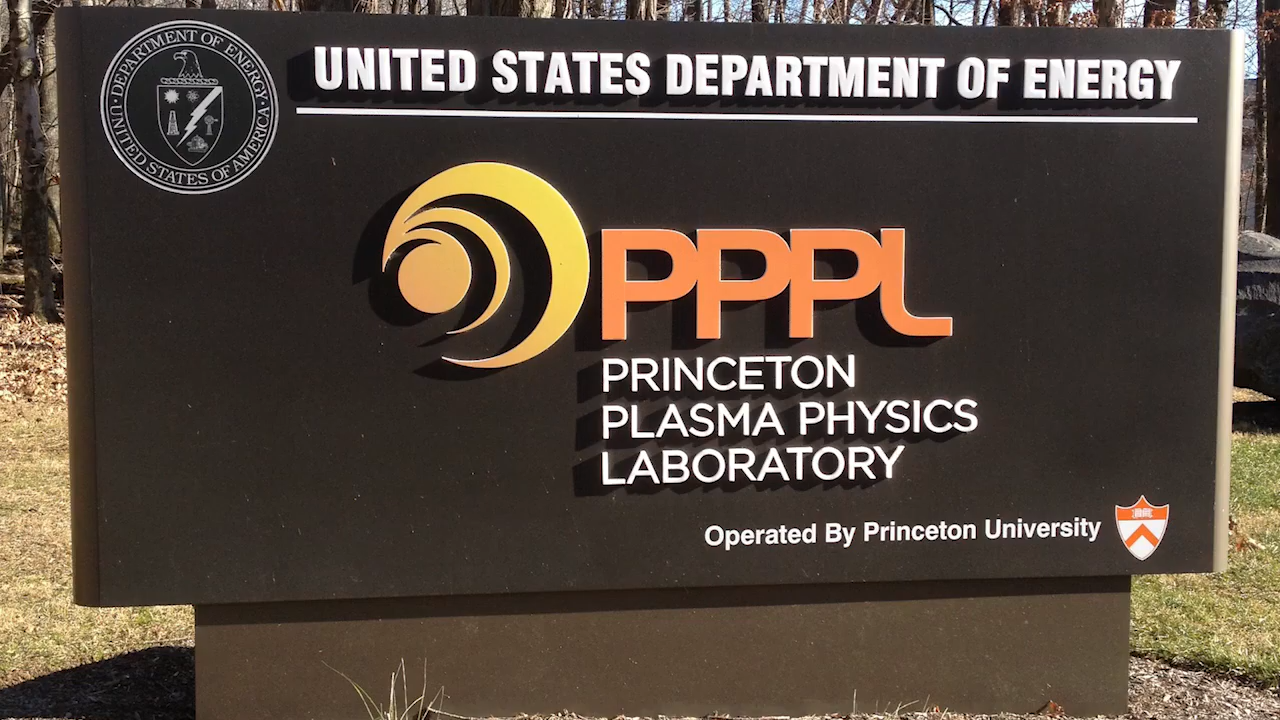 DEPARTMENT OF ENERGY
UNITED STATES OF AMERICA
UNITED STATES DEPARTMENT OF ENERGY
PPPL
PRINCETON
PLASMA PHYSICS
LABORATORY
Operated By Princeton University